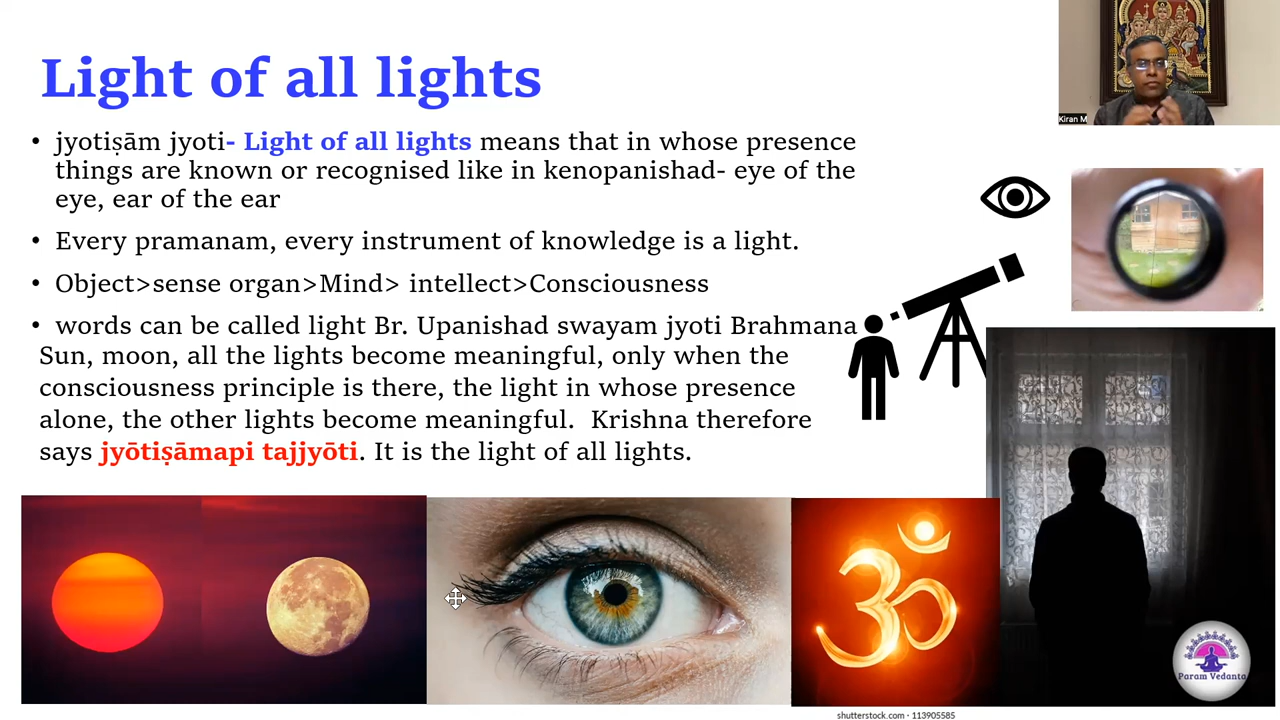 Light of all lights
Kiran M
• jyotiṣām jyoti- Light of all lights means that in whose presence
things are known or recognised like in kenopanishad- eye of the
eye, ear of the ear
• Every pramanam, every instrument of knowledge is a light.
• Object>sense organ>Mind> intellect>Consciousness
• words can be called light Br. Upanishad swayam jyoti Brahmana
Sun, moon, all the lights become meaningful, only when the
consciousness principle is there, the light in whose presence
alone, the other lights become meaningful. Krishna therefore
says jyōtiṣāmapi tajjyōti. It is the light of all lights.
ॐ
Param Vedanta
shutterstock.com · 113905585